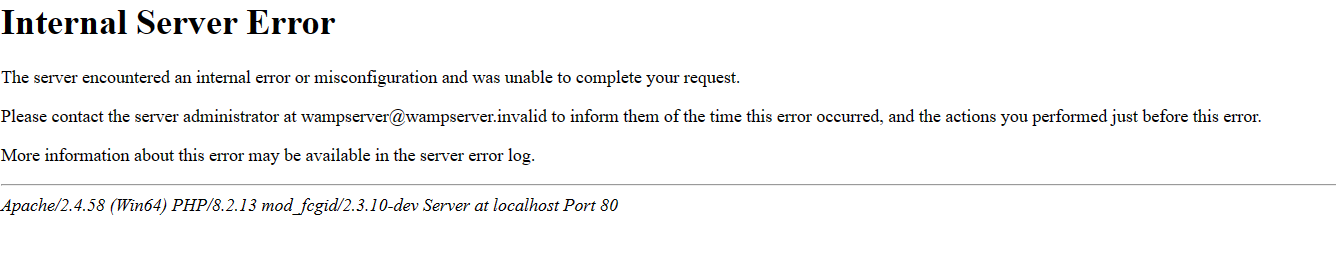 Internal Server Error
The server encountered an internal error or misconfiguration and was unable to complete your request.
Please contact the server administrator at wampserver@wampserver.invalid to inform them of the time this error occurred, and the actions you performed just before this error.
More information about this error may be available in the server error log.
Apache/2.4.58 (Win64) PHP/8.2.13 mod_fcgid/2.3.10-dev Server at localhost Port 80